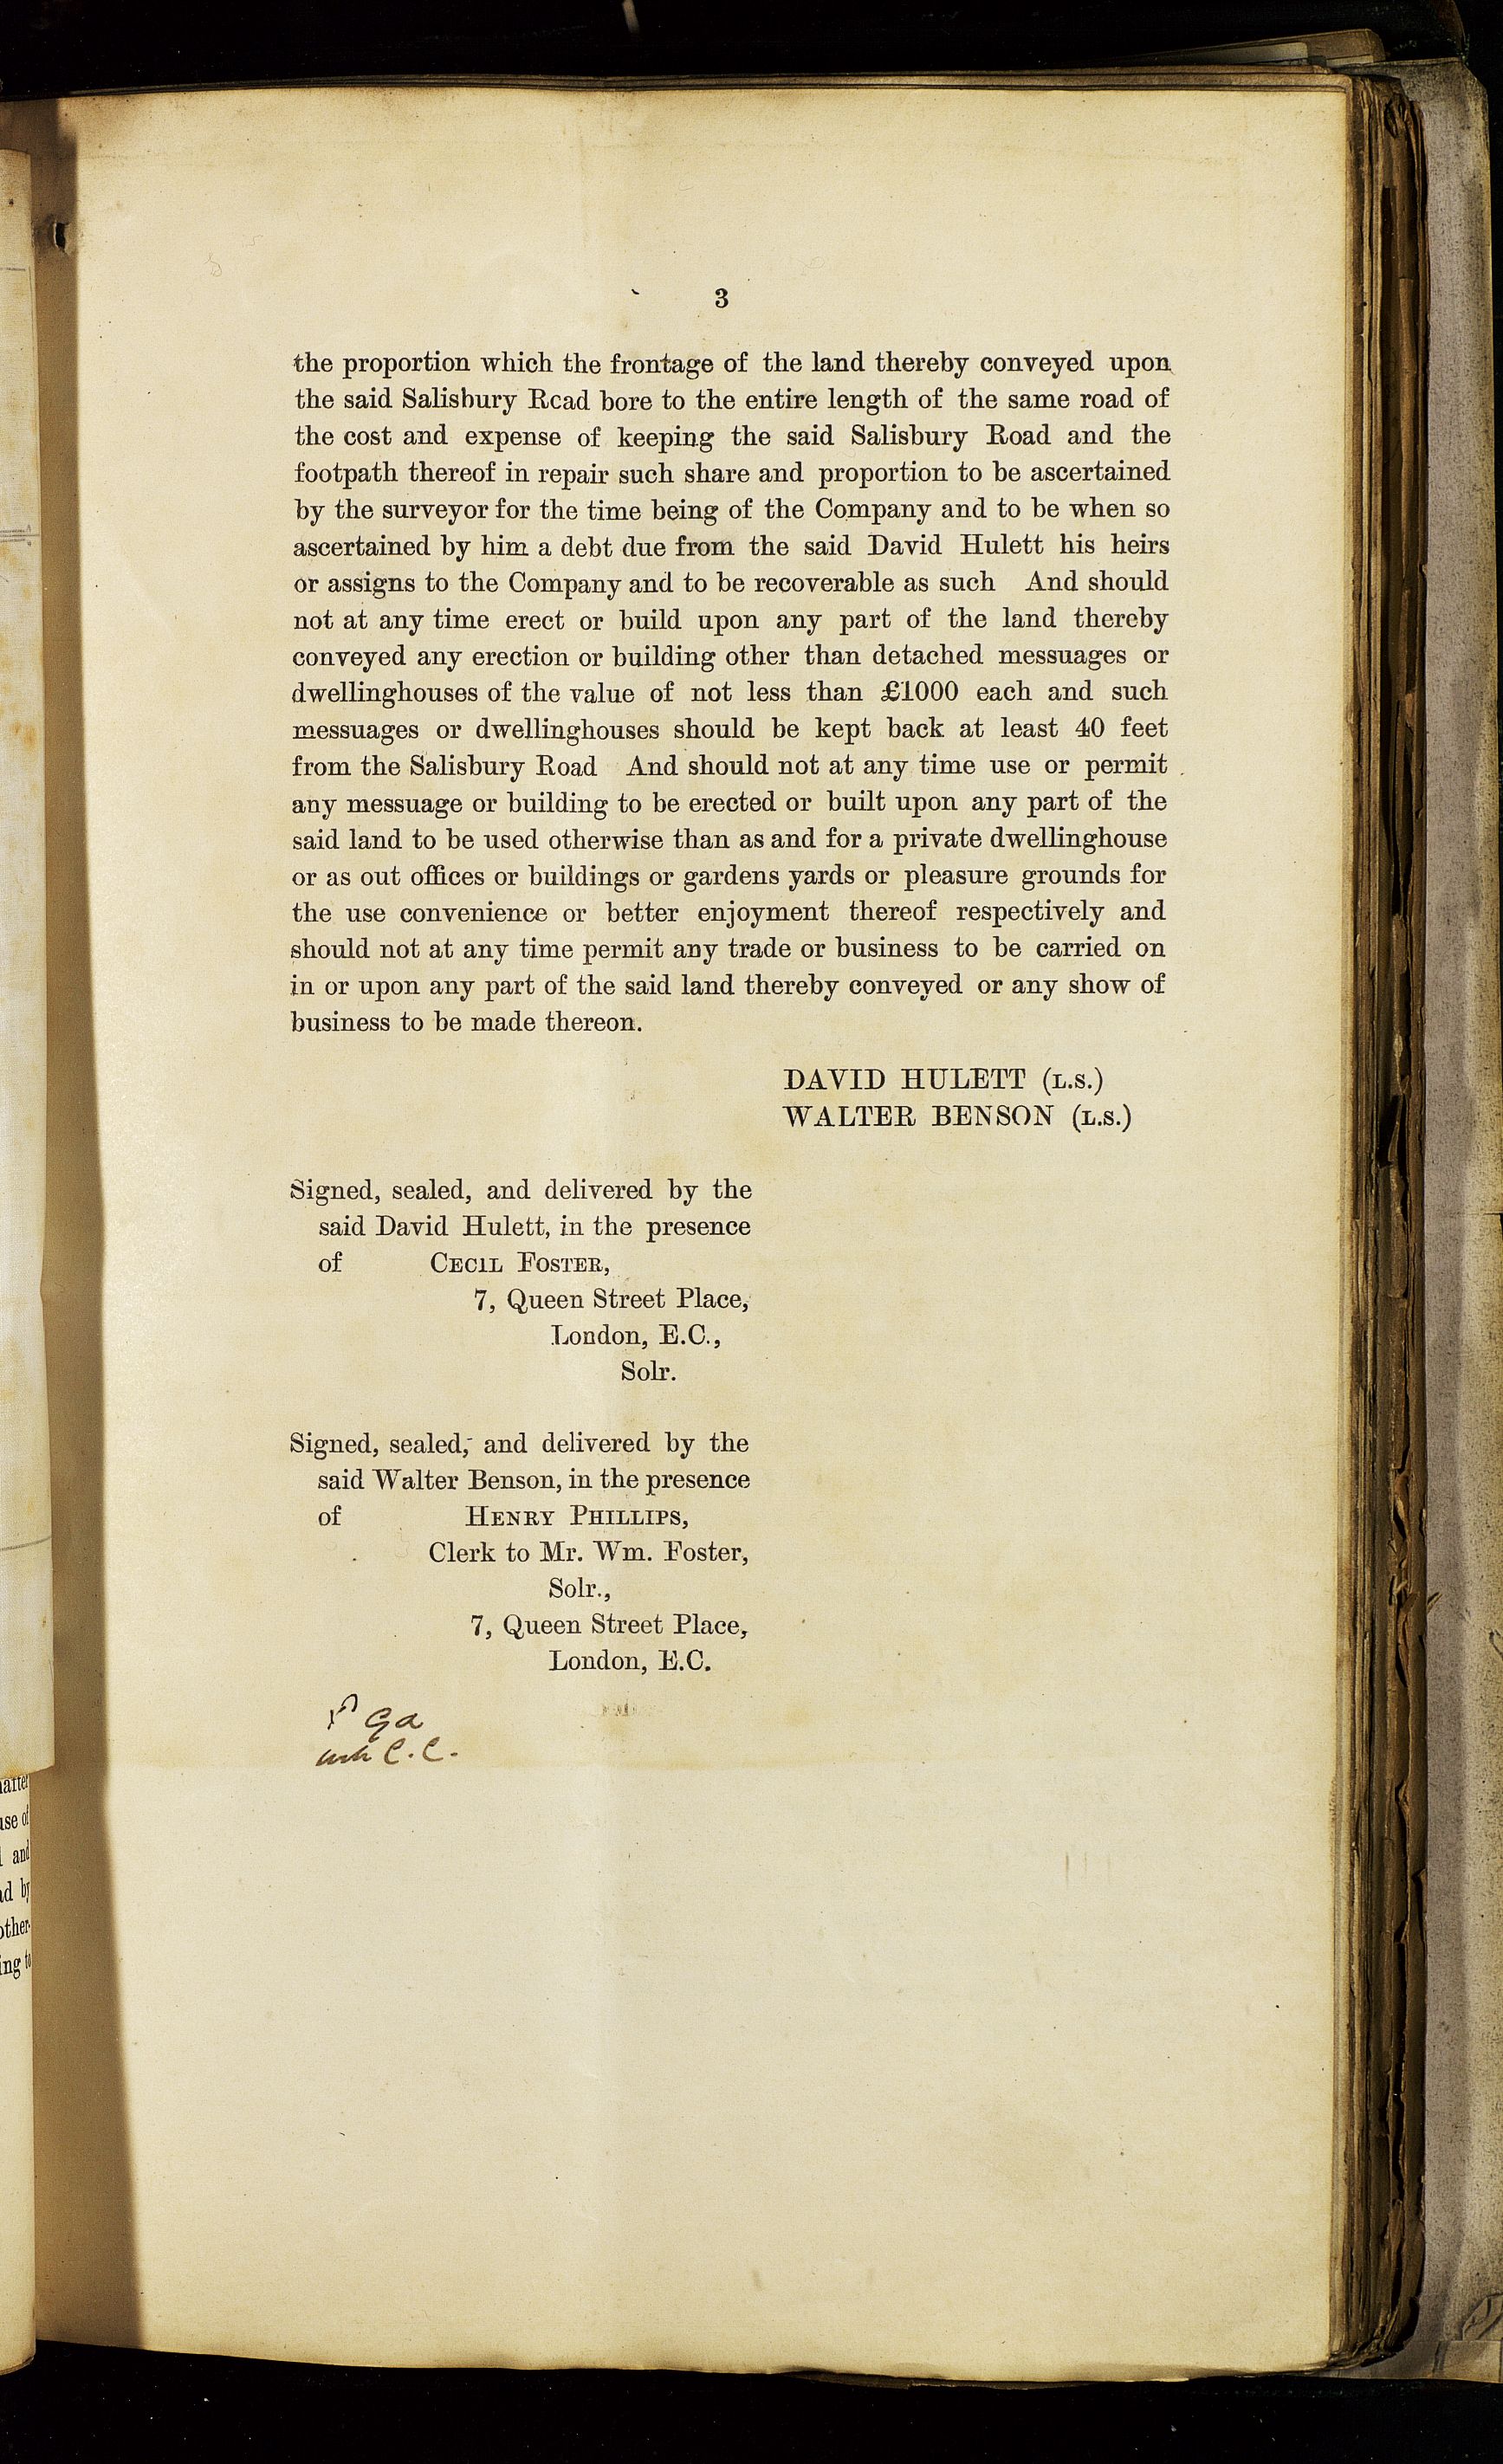 3
the proportion which the frontage of the land thereby conveyed upon
the said Salisbury Rcad bore to the entire length of the same road of
the cost and expense of keeping the said Salisbury Road and the
footpath thereof in repair such share and proportion to be ascertained
by the surveyor for the time being of the Company and to be when so
ascertained by him a debt due from the said David Hulett his heirs
or assigns to the Company and to be recoverable as such And should
not at any time erect or build upon any part of the land thereby
conveyed any erection or building other than detached messuages or
dwellinghouses of the value of not less than £1000 each and such
messuages or dwellinghouses should be kept back at least 40 feet
from the Salisbury Road And should not at any time use or permit
any messuage or building to be erected or built upon any part of the
said land to be used otherwise than as and for a private dwellinghouse
or as out offices or buildings or gardens yards or pleasure grounds for
the use convenience or better enjoyment thereof respectively and
should not at any time permit any trade or business to be carried on
in or upon any part of the said land thereby conveyed or any show of
business to be made thereon.
DAVID HULETT (L.S.)
WALTER BENSON (L.S.)
Signed, sealed, and delivered by the
said David Hulett, in the presence
of CECIL FOSTER,
7, Queen Street Place,
London, E.C.,
Solr.
Signed, sealed, and delivered by the
said Walter Benson, in the presence
of HENRY PHILLIPS,
Clerk to Mr. Wm. Foster,
Solr.,
7, Queen Street Place,
London, E.C.
C.C.
and